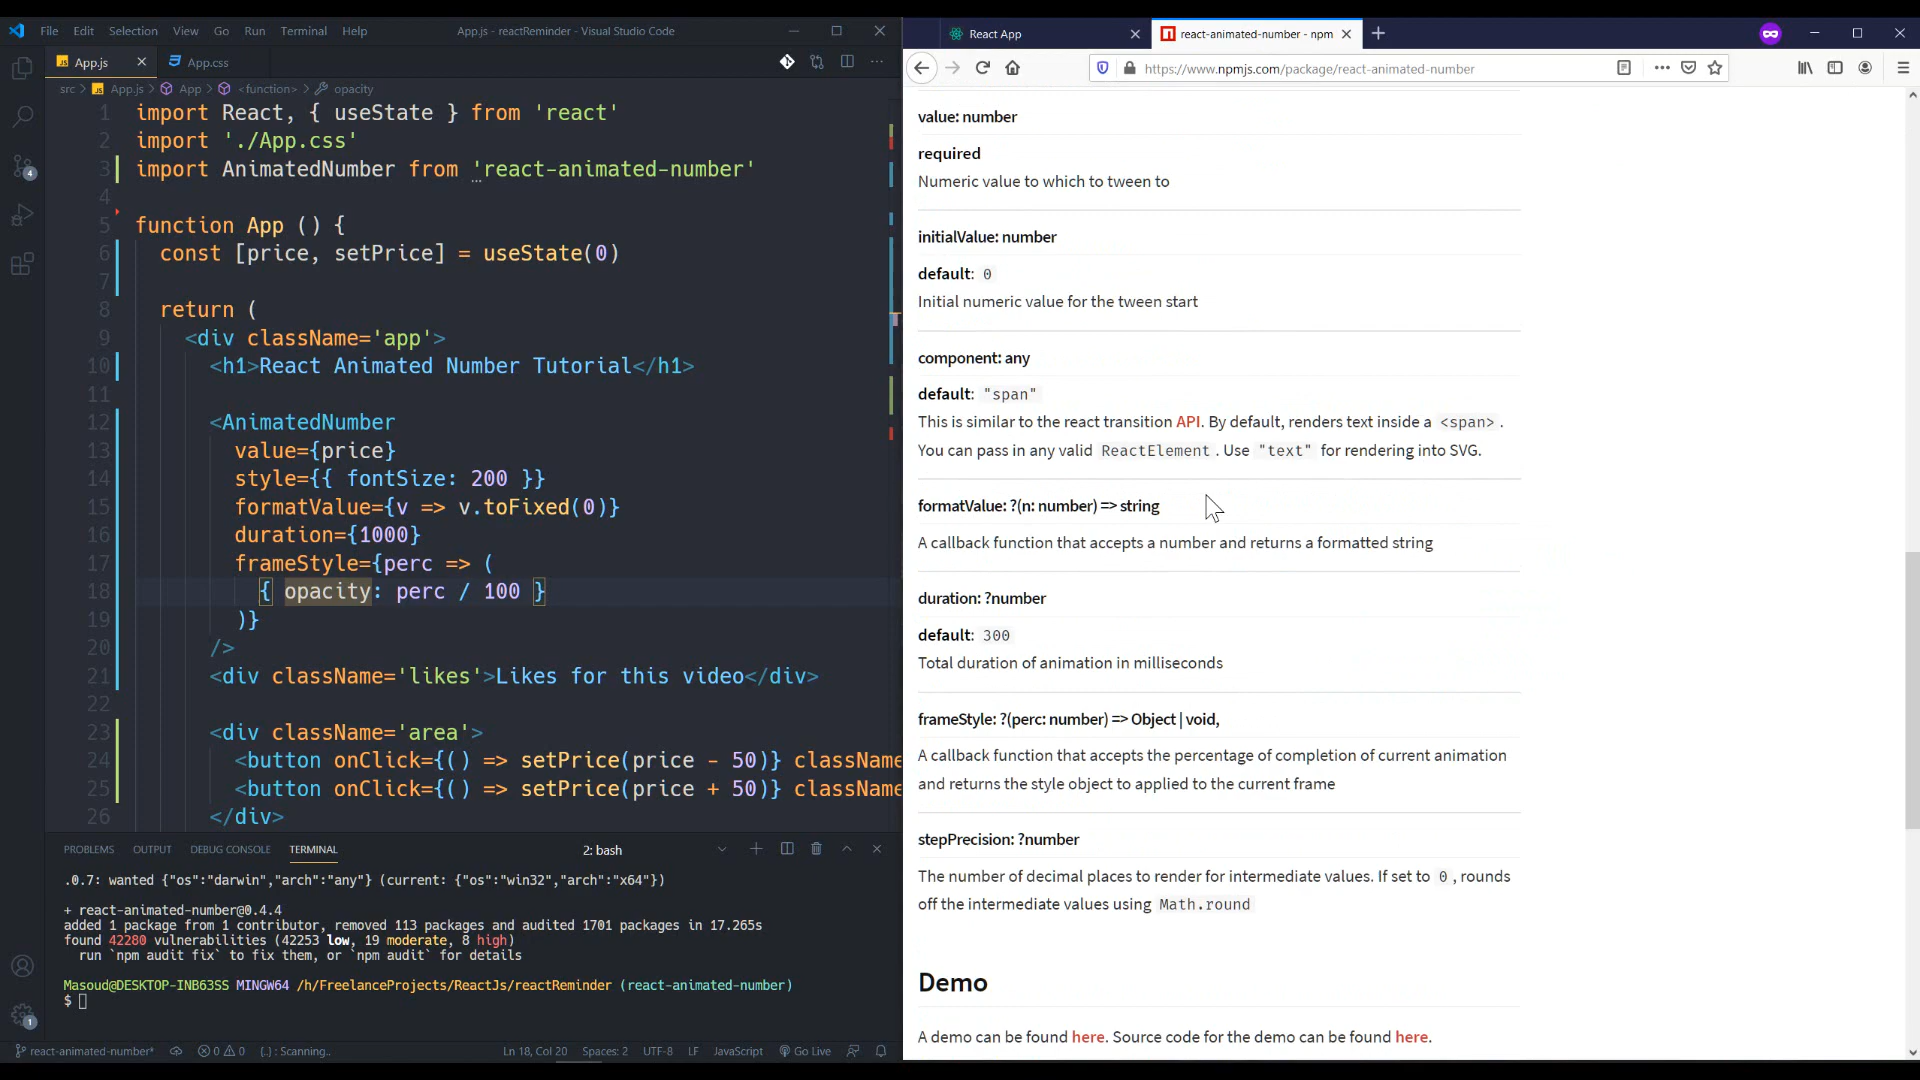 File Edit Selection View Go Run Terminal Help App.js - reactReminder - Visual Studio Code
App.js App.css
src > App.js > App > <function> > opacity
1 import React, { useState } from 'react'
2 import './App.css'
3 import AnimatedNumber from 'react-animated-number'
4
5 function App () {
6 const [price, setPrice] = useState(0)
7
8 return (
9 <div className='app'>
10 <h1>React Animated Number Tutorial</h1>
11
12 <AnimatedNumber
13 value={price}
14 style={{ fontSize: 200 }}
15 formatValue={v => v.toFixed(0)}
16 duration={1000}
17 frameStyle={perc => (
18 { opacity: perc / 100 }
19 )}
20 />
21 <div className='likes'>Likes for this video</div>
22
23 <div className='area'>
24 <button onClick={() => setPrice(price - 50)} className
25 <button onClick={() => setPrice(price + 50)} className
26 </div>
4
1
PROBLEMS OUTPUT DEBUG CONSOLE TERMINAL 2: bash
.0.7: wanted {"os":"darwin","arch":"any"} (current: {"os":"win32","arch":"x64"})
+ react-animated-number@0.4.4
added 1 package from 1 contributor, removed 113 packages and audited 1701 packages in 17.265s
found 42280 vulnerabilities (42253 low, 19 moderate, 8 high)
run `npm audit fix` to fix them, or `npm audit` for details
Masoud@DESKTOP-INB63SS MINGW64 /h/FreelanceProjects/ReactJs/reactReminder (react-animated-number)
$
react-animated-number* 0 0 {..} : Scanning.. Ln 18, Col 20 Spaces: 2 UTF-8 LF JavaScript Go Live
React App react-animated-number - npm
https://www.npmjs.com/package/react-animated-number
value: number
required
Numeric value to which to tween to
initialValue: number
default: 0
Initial numeric value for the tween start
component: any
default: "span"
This is similar to the react transition API. By default, renders text inside a <span> .
You can pass in any valid ReactElement . Use "text" for rendering into SVG.
formatValue: ?(n: number) => string
A callback function that accepts a number and returns a formatted string
duration: ?number
default: 300
Total duration of animation in milliseconds
frameStyle: ?(perc: number) => Object | void,
A callback function that accepts the percentage of completion of current animation
and returns the style object to applied to the current frame
stepPrecision: ?number
The number of decimal places to render for intermediate values. If set to 0 , rounds
off the intermediate values using Math.round
Demo
A demo can be found here. Source code for the demo can be found here.